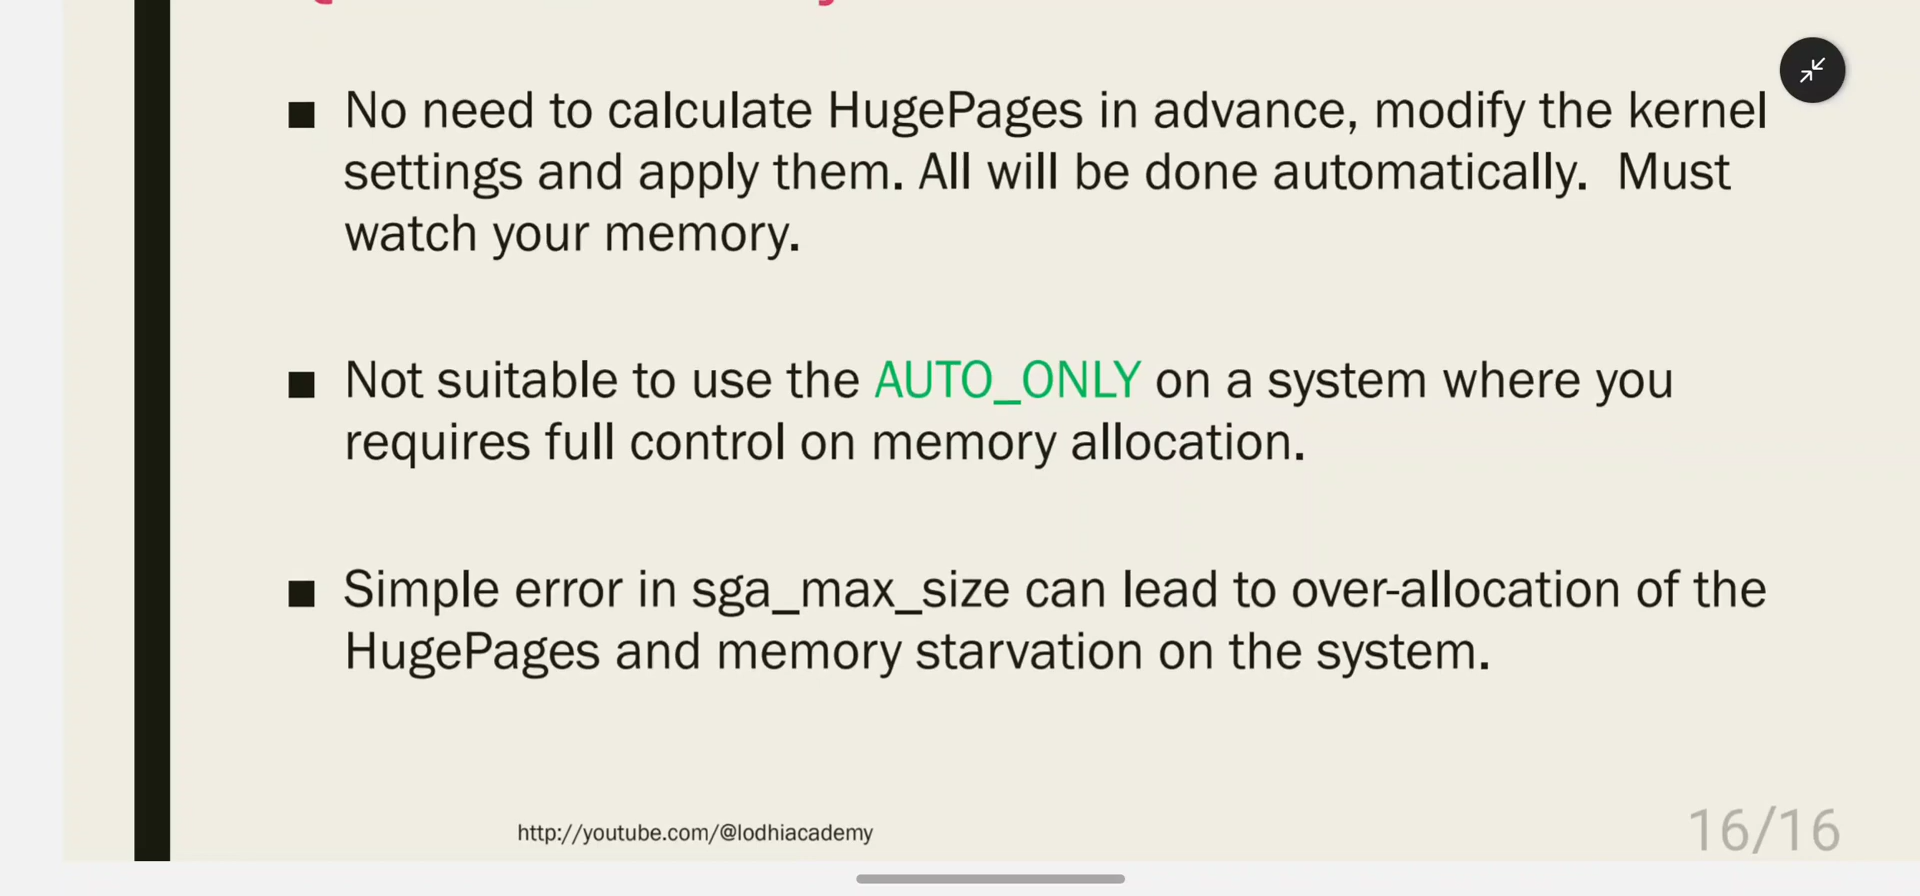 ■ No need to calculate HugePages in advance, modify the kernel
settings and apply them. All will be done automatically.  Must
watch your memory.
■ Not suitable to use the AUTO_ONLY on a system where you
requires full control on memory allocation.
■ Simple error in sga_max_size can lead to over-allocation of the
HugePages and memory starvation on the system.
http://youtube.com/@lodhiacademy
16/16